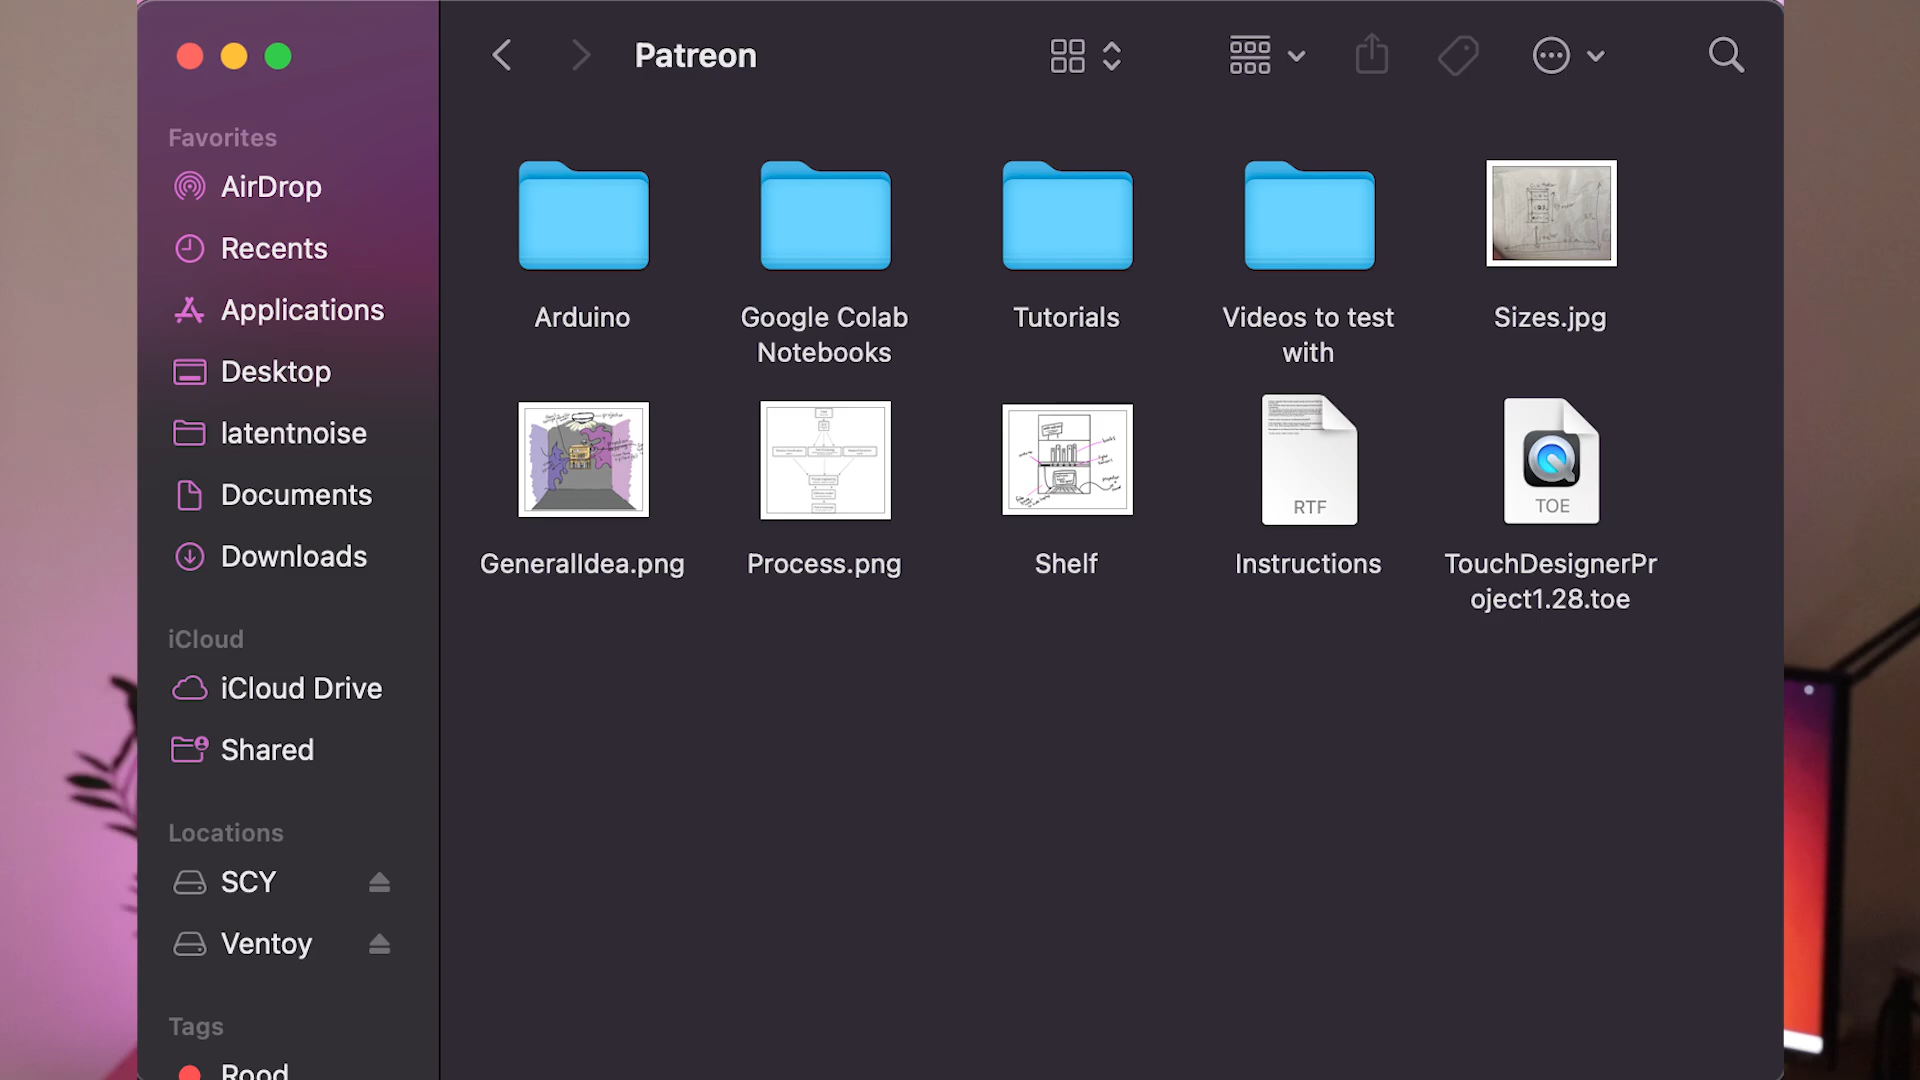 Patreon
Favorites
AirDrop
Recents
Applications
Desktop
latentnoise
Documents
Downloads
iCloud
iCloud Drive
Shared
Locations
SCY
Ventoy
Tags
Rood
Arduino
Google Colab
Notebooks
Tutorials
Videos to test
with
Sizes.jpg
GeneralIdea.png
Process.png
Shelf
RTF
Instructions
TOE
TouchDesignerPr
oject1.28.toe